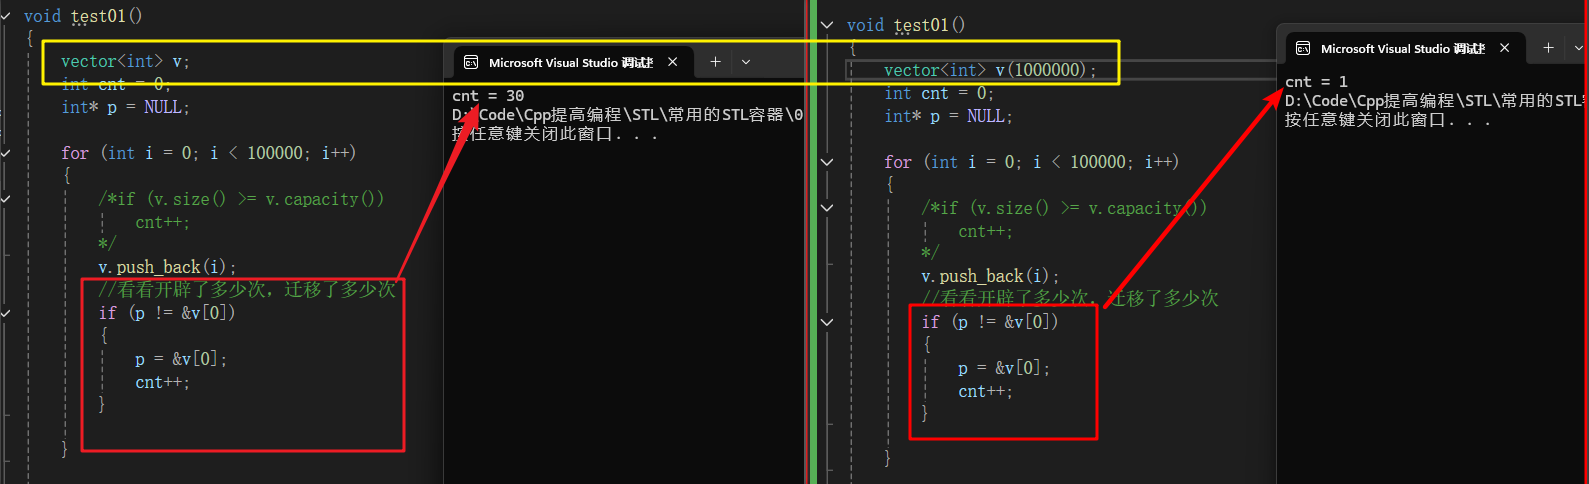 void test01()
{
vector<int> v;
int cnt = 0;
int* p = NULL;
for (int i = 0; i < 100000; i++)
{
/*if (v.size() >= v.capacity())
cnt++;
*/
v.push_back(i);
//看看开辟了多少次，迁移了多少次
if (p != &v[0])
{
p = &v[0];
cnt++;
}
}
Microsoft Visual Studio 调试
cnt = 30
D:\Code\Cpp提高编程\STL\常用的STL容器\0
按任意键关闭此窗口. . .
void test01()
{
vector<int> v(1000000);
int cnt = 0;
int* p = NULL;
for (int i = 0; i < 100000; i++)
{
/*if (v.size() >= v.capacity())
cnt++;
*/
v.push_back(i);
//看看开辟了多少次，迁移了多少次
if (p != &v[0])
{
p = &v[0];
cnt++;
}
}
Microsoft Visual Studio 调试
cnt = 1
D:\Code\Cpp提高编程\STL\常用的STL
按任意键关闭此窗口. . .